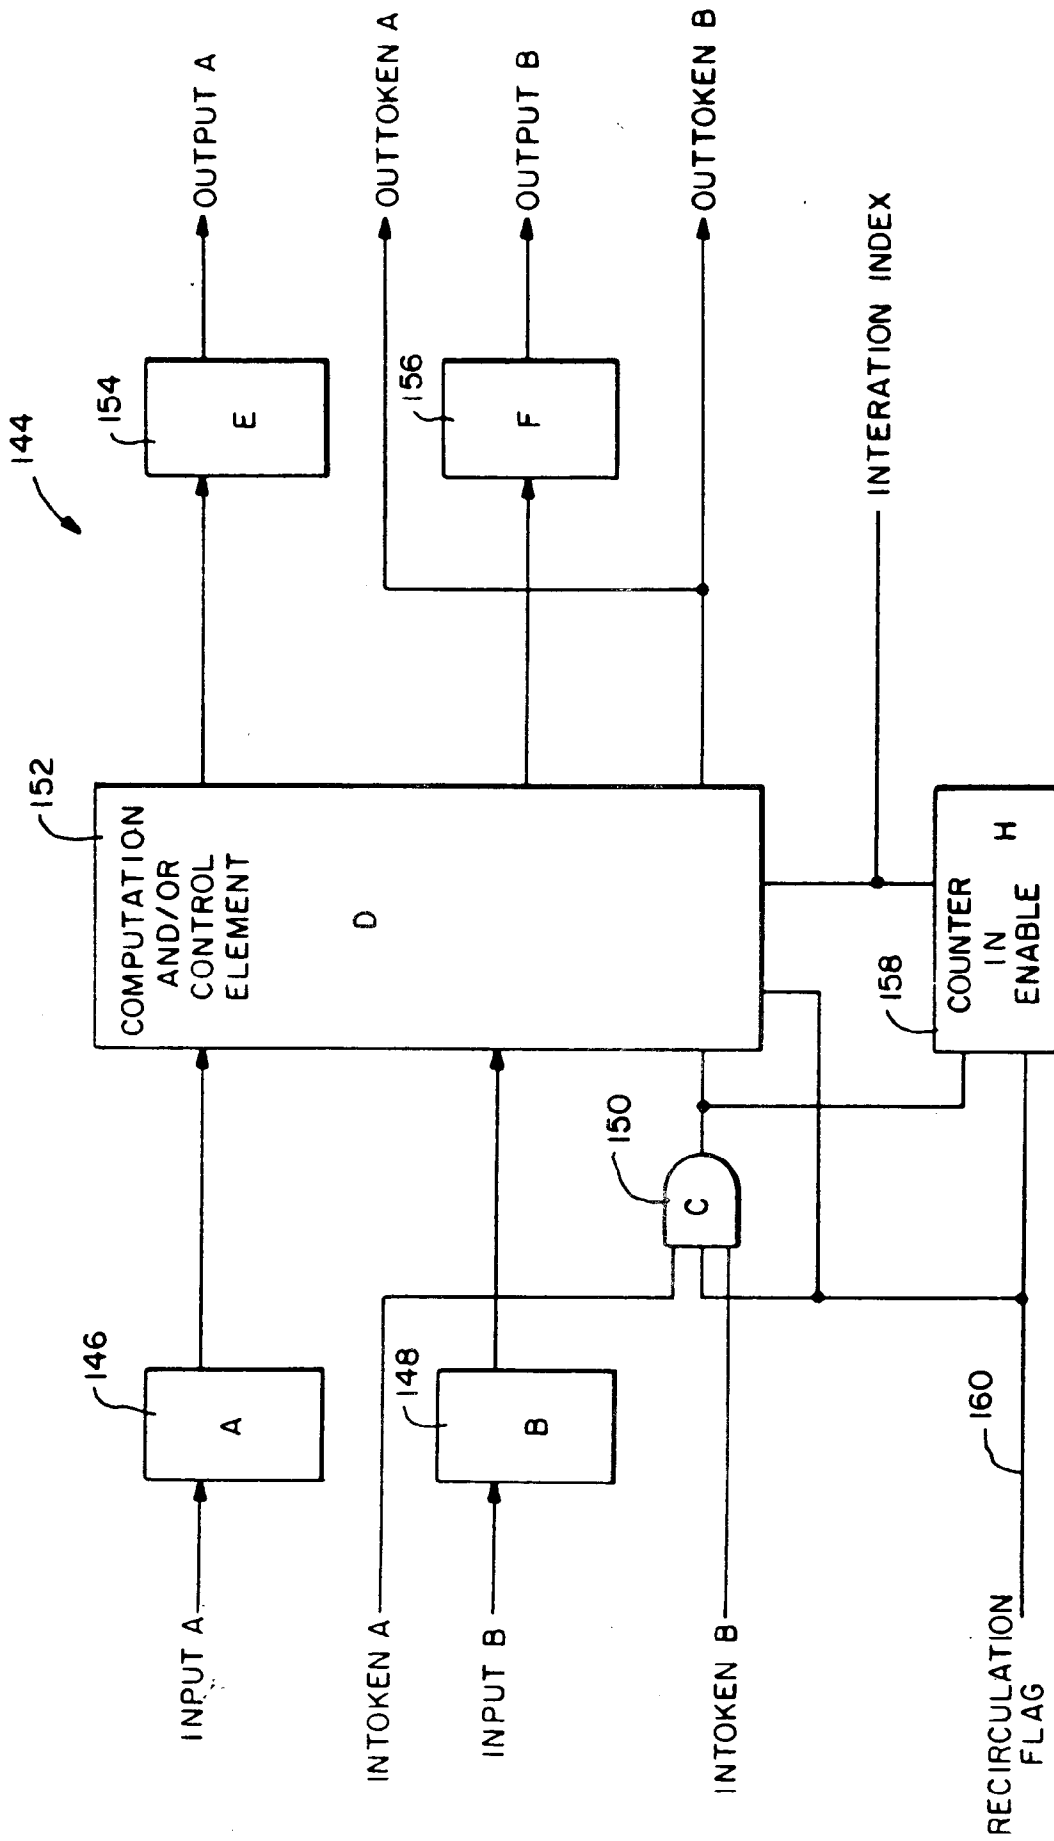 144
INPUT A
146
A
152
COMPUTATION
AND/OR
CONTROL
ELEMENT
D
154
E
OUTPUT A
INTOKEN A
OUTTOKEN A
INPUT B
148
B
156
F
OUTPUT B
INTOKEN B
150
C
OUTTOKEN B
INTERATION INDEX
RECIRCULATION
FLAG
160
158
COUNTER
IN
ENABLE
H